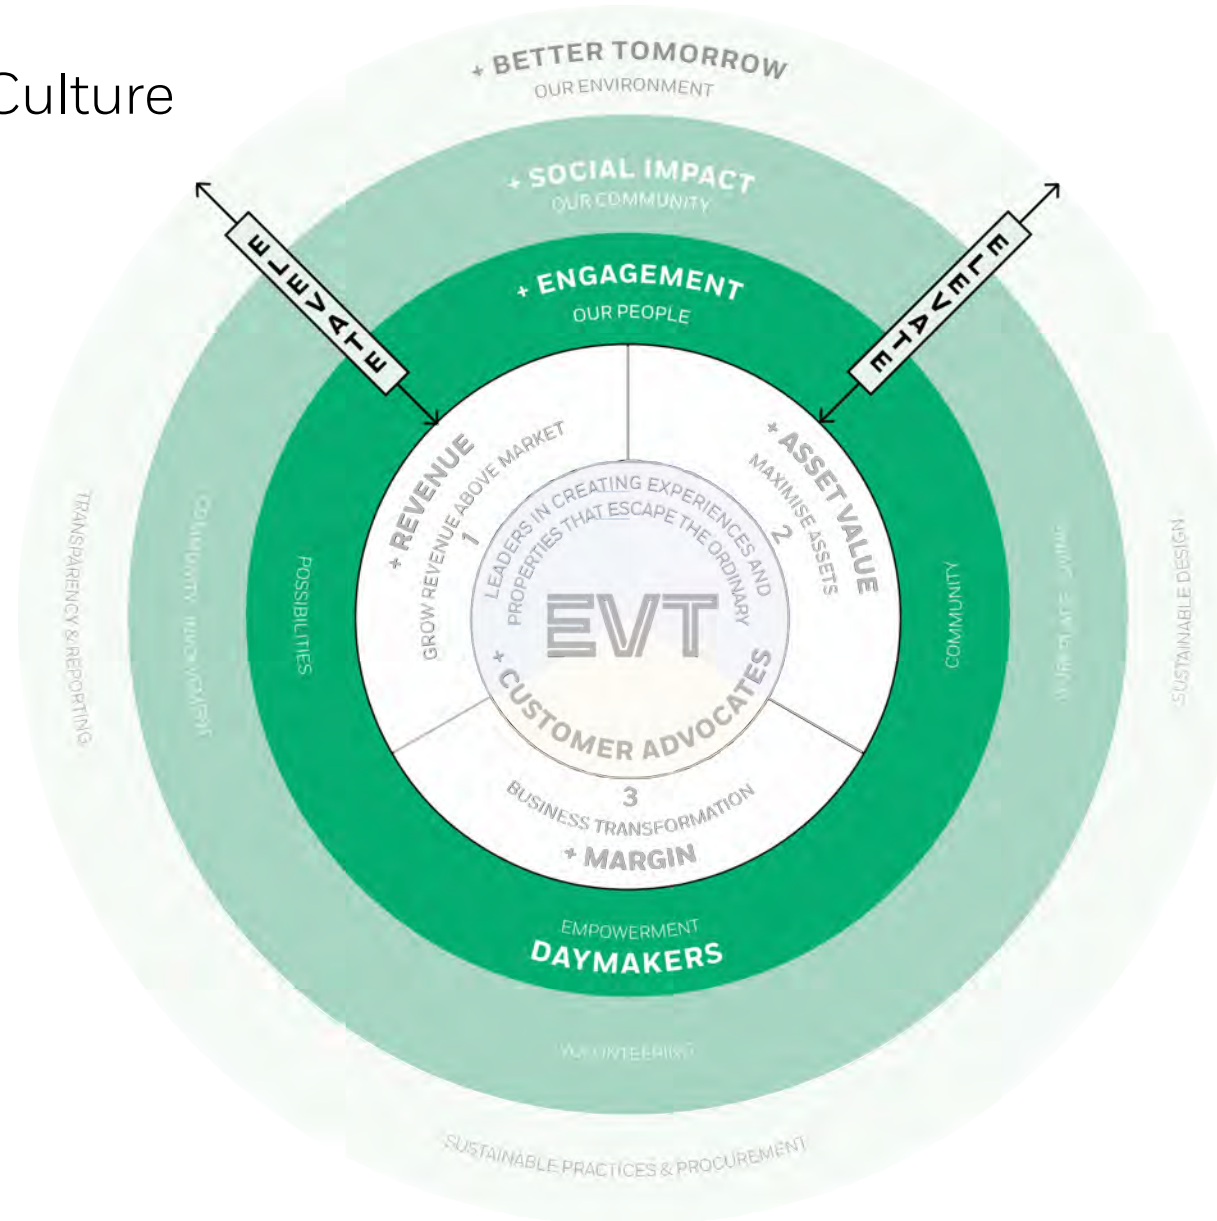 Culture
+ BETTER TOMORROW
OUR ENVIRONMENT
+ SOCIAL IMPACT
OUR COMMUNITY
+ ENGAGEMENT
OUR PEOPLE
ELEVATE
ELEVATE
+ REVENUE
GROW REVENUE ABOVE MARKET
1
+ ASSET VALUE
MAXIMISE ASSETS
2
LEADERS IN CREATING EXPERIENCES AND
PROPERTIES THAT ESCAPE THE ORDINARY
EVT
+ CUSTOMER ADVOCATES
3
BUSINESS TRANSFORMATION
+ MARGIN
TRANSPARENCY & REPORTING
COMMUNITY
POSSIBILITIES
COMMUNITY
SUSTAINABLE DESIGN
EMPOWERMENT
DAYMAKERS
VOLUNTEERING
SUSTAINABLE PRACTICES & PROCUREMENT